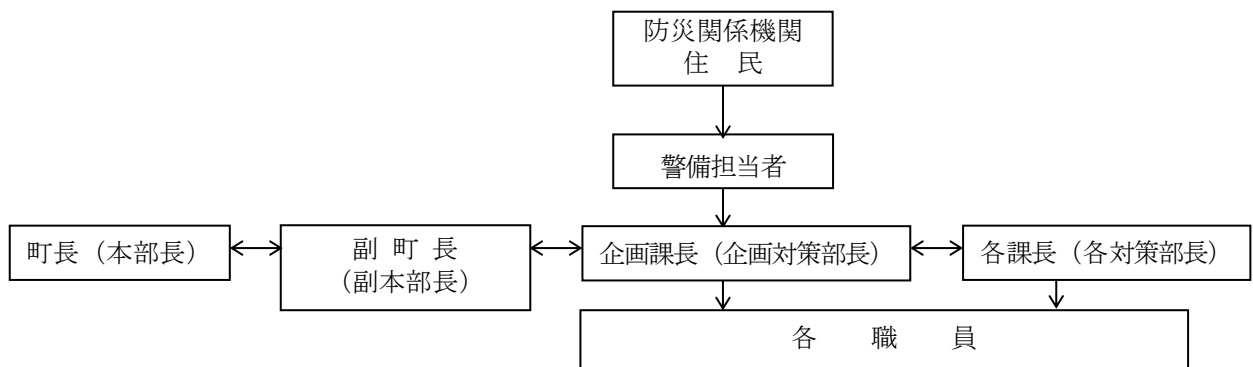 防災関係機関
住　民
警備担当者
町長（本部長）
副 町 長
（副本部長）
企画課長（企画対策部長）
各課長（各対策部長）
各　　職　　員